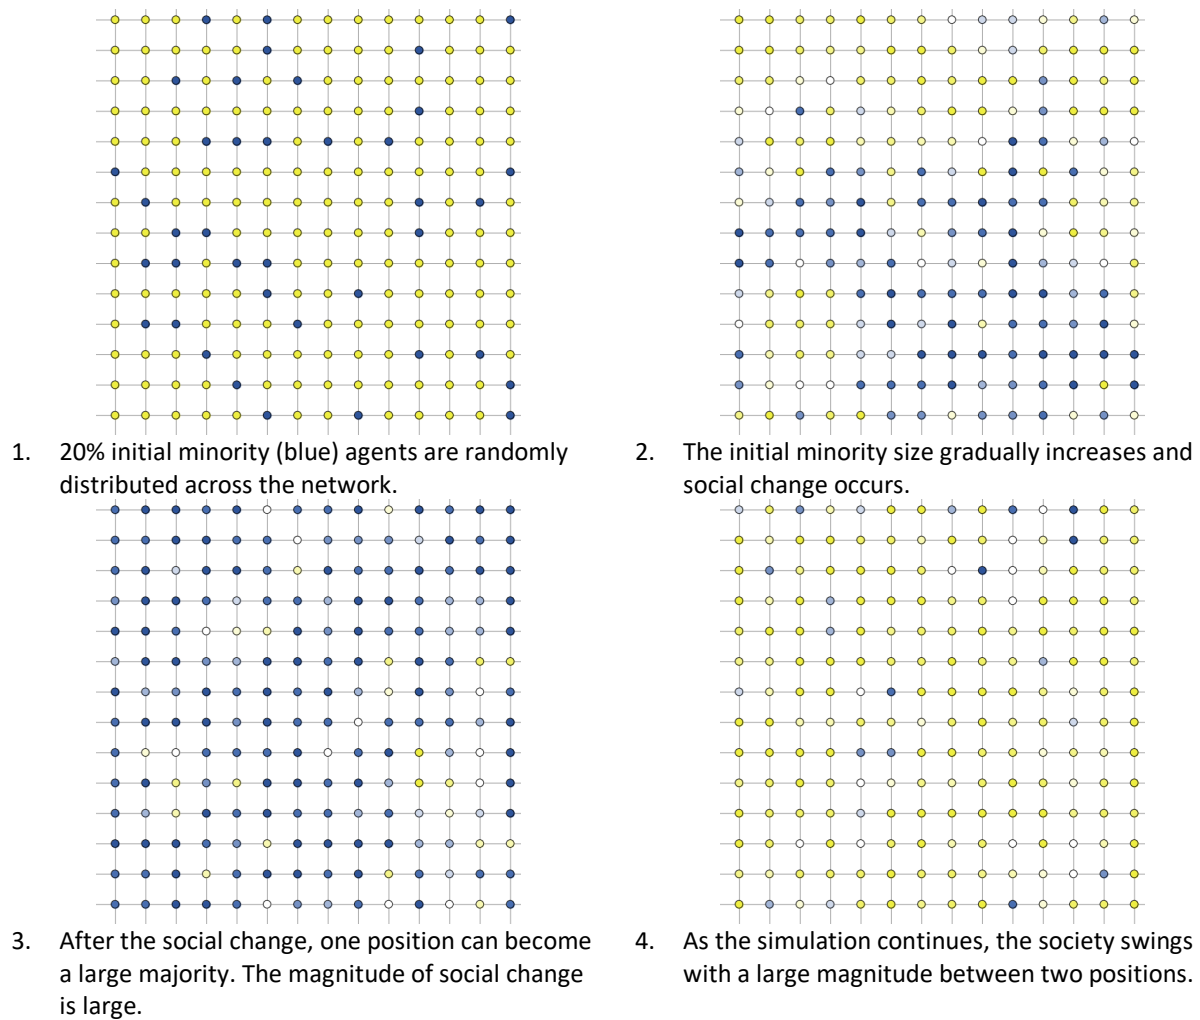 1. 20% initial minority (blue) agents are randomly
distributed across the network.
2. The initial minority size gradually increases and
social change occurs.
3. After the social change, one position can become
a large majority. The magnitude of social change
is large.
4. As the simulation continues, the society swings
with a large magnitude between two positions.